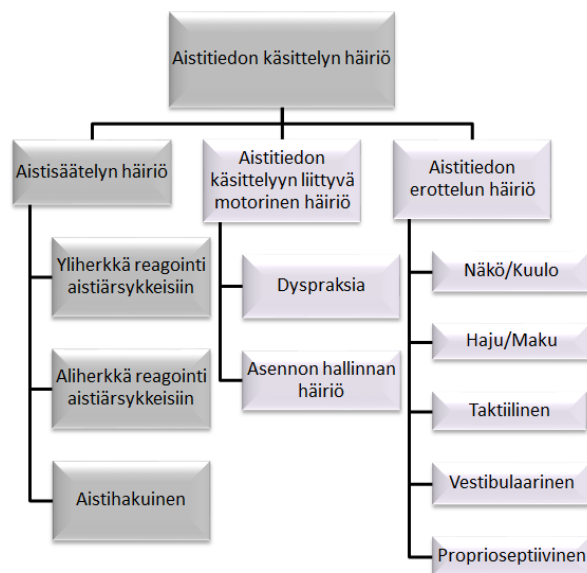 Aistitiedon käsittelyn häiriö
Aistisäätelyn häiriö
Yliherkkä reagointi
aistiärsykkeisiin
Aliherkkä reagointi
aistiärsykkeisiin
Aistihakuinen
Aistitiedon
käsittelyyn liittyvä
motorinen häiriö
Dyspraksia
Asennon hallinnan
häiriö
Aistitiedon
erottelun häiriö
Näkö/Kuulo
Haju/Maku
Taktiilinen
Vestibulaarinen
Proprioseptiivinen